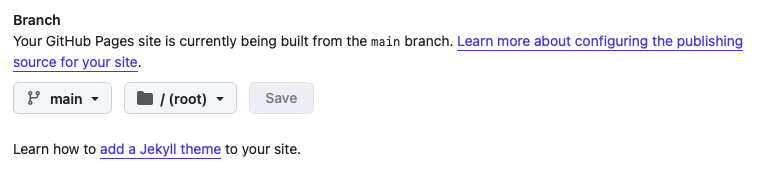 Branch
Your GitHub Pages site is currently being built from the main branch. Learn more about configuring the publishing
source for your site.
main / (root) Save
Learn how to add a Jekyll theme to your site.